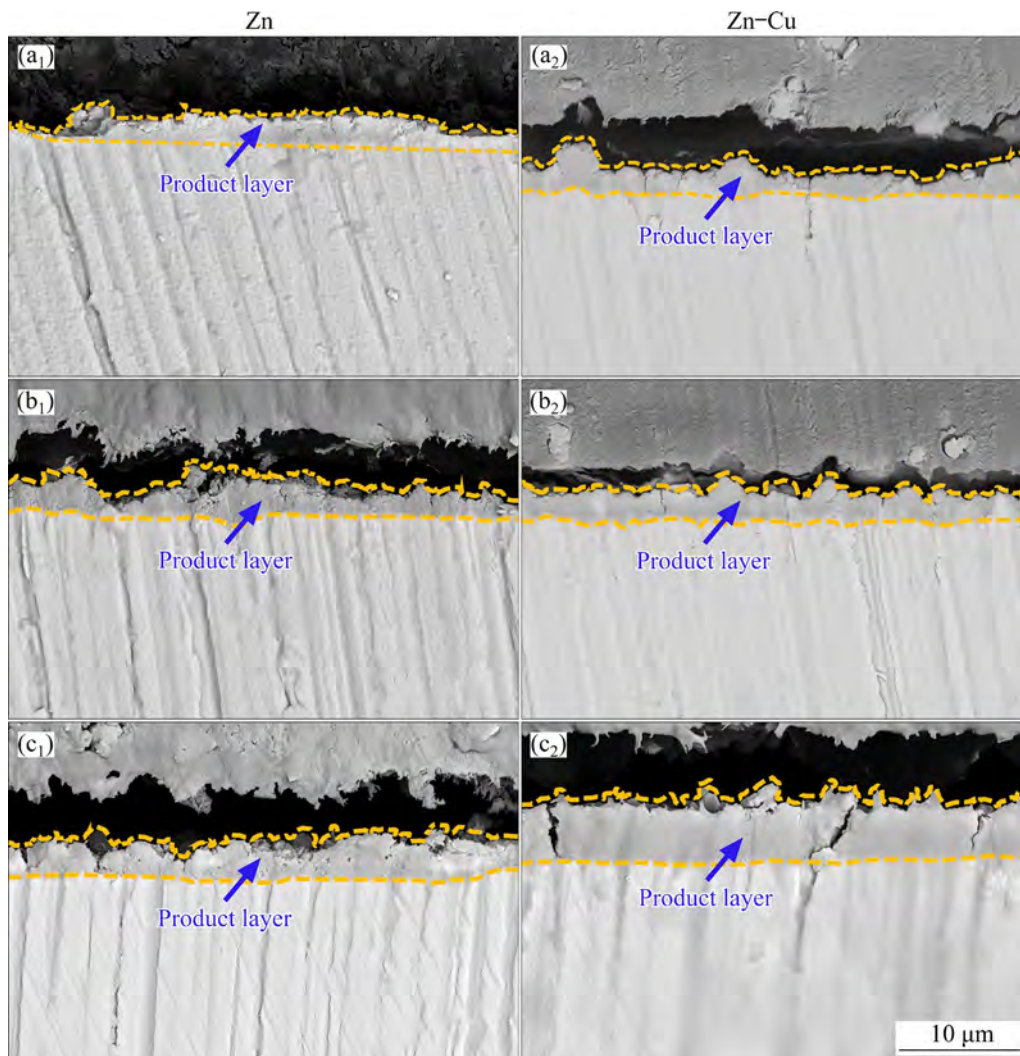 Zn
Zn−Cu
(a₁)
Product layer
(a₂)
Product layer
(b₁)
Product layer
(b₂)
Product layer
(c₁)
Product layer
(c₂)
Product layer
10 μm